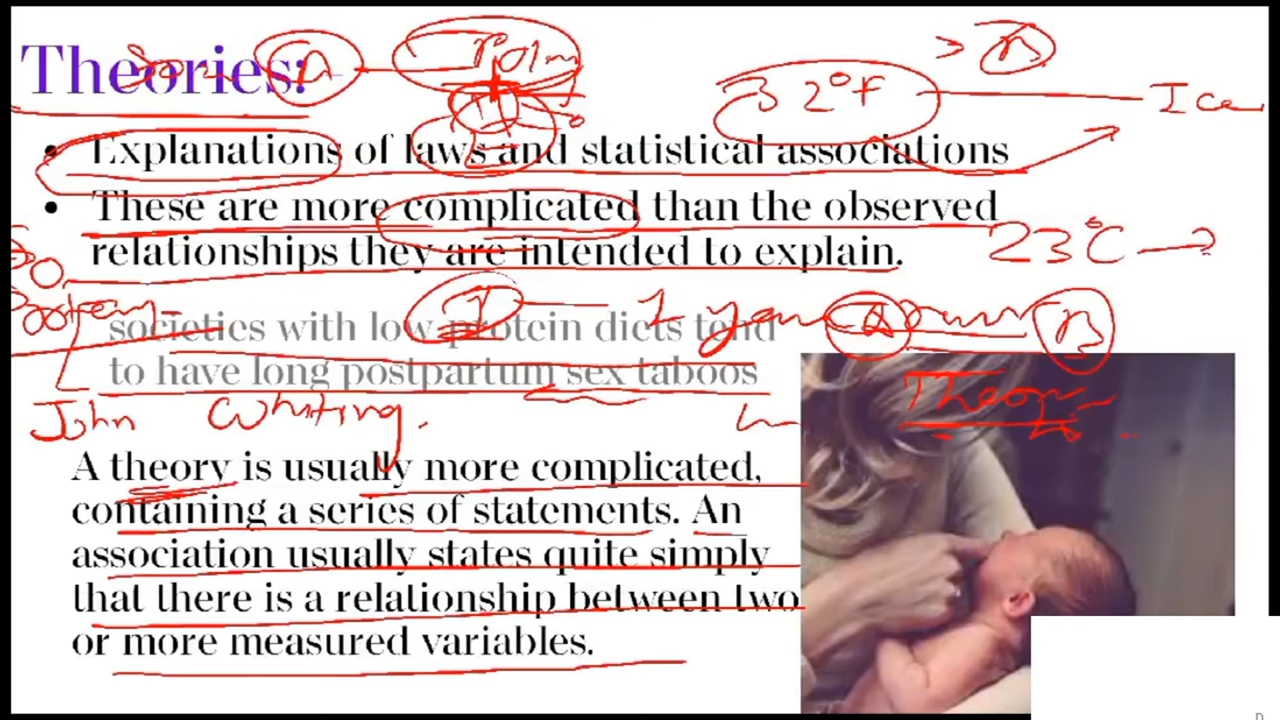 Theories:
A
32°F
> B
Ice
• Explanations of laws and statistical associations
• These are more complicated than the observed
relationships they are intended to explain.
23°C — ?
societies with low protein diets tend
to have long postpartum sex taboos
1 year
A
B
Theory
John Whiting.
A theory is usually more complicated,
containing a series of statements. An
association usually states quite simply
that there is a relationship between two
or more measured variables.